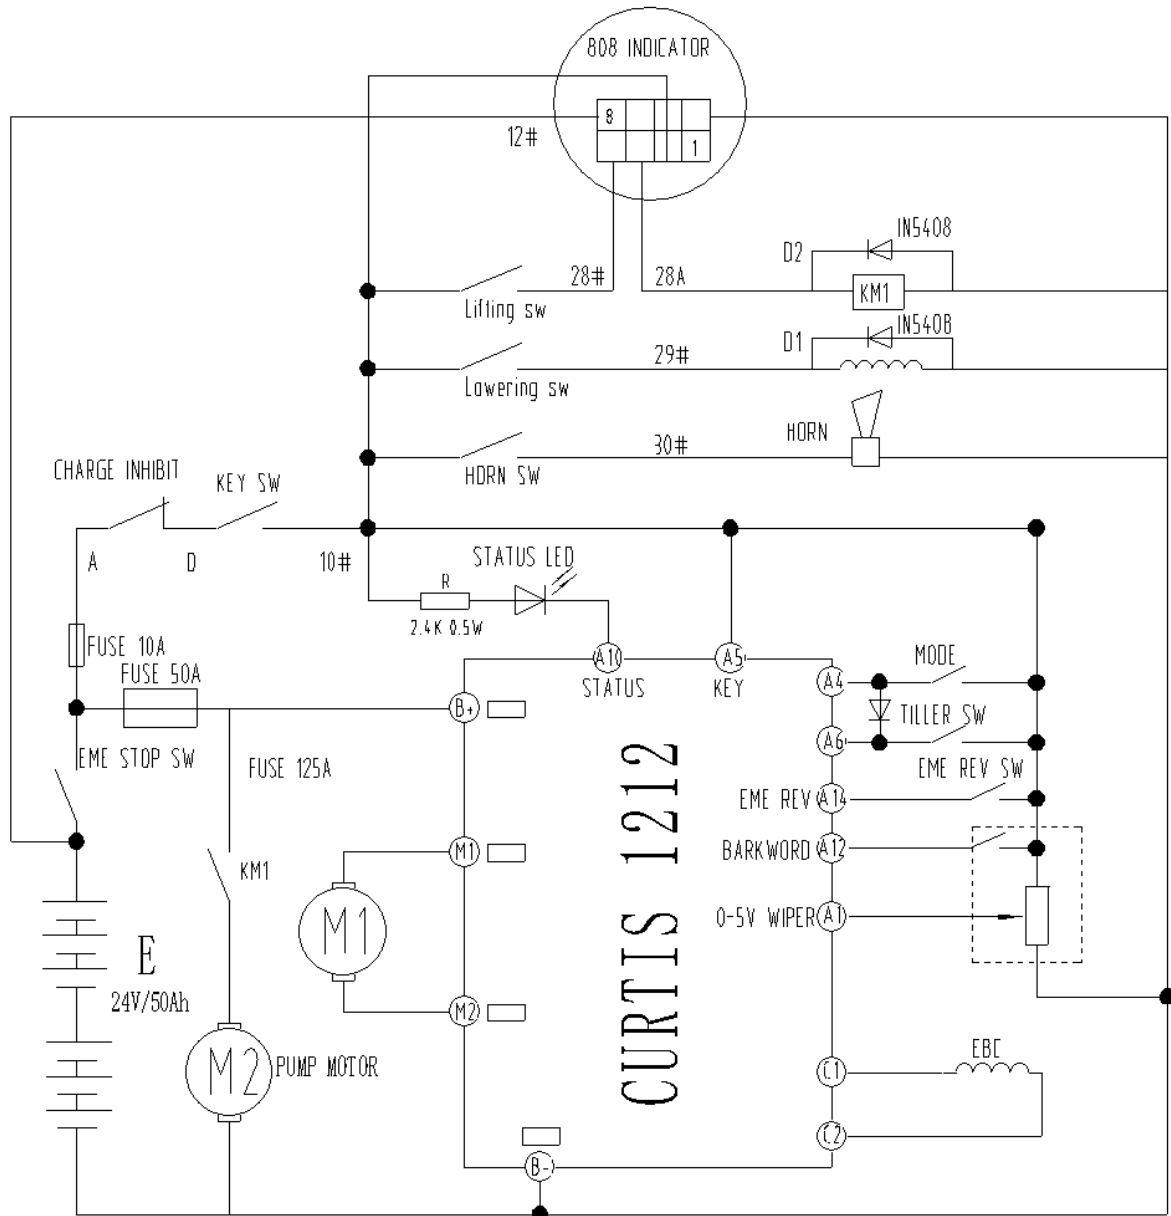 808 INDICATOR
8
12#
1
IN5408
D2
28#
28A
KM1
Lifting sw
IN5408
D1
29#
Lowering sw
HORN
30#
CHARGE INHIBIT
KEY SW
HORN SW
A
D
10#
STATUS LED
R
2.4K 0.5W
FUSE 10A
A10
A5
MODE
FUSE 50A
STATUS
KEY
A4
B+
TILLER SW
A6
EME STOP SW
FUSE 125A
EME REV SW
EME REV
A14
M1
BARKWORD
A12
KM1
0-5V WIPER
A1
M1
CURTIS 1212
E
24V/50Ah
M2
EBC
M2
PUMP MOTOR
C1
C2
B-